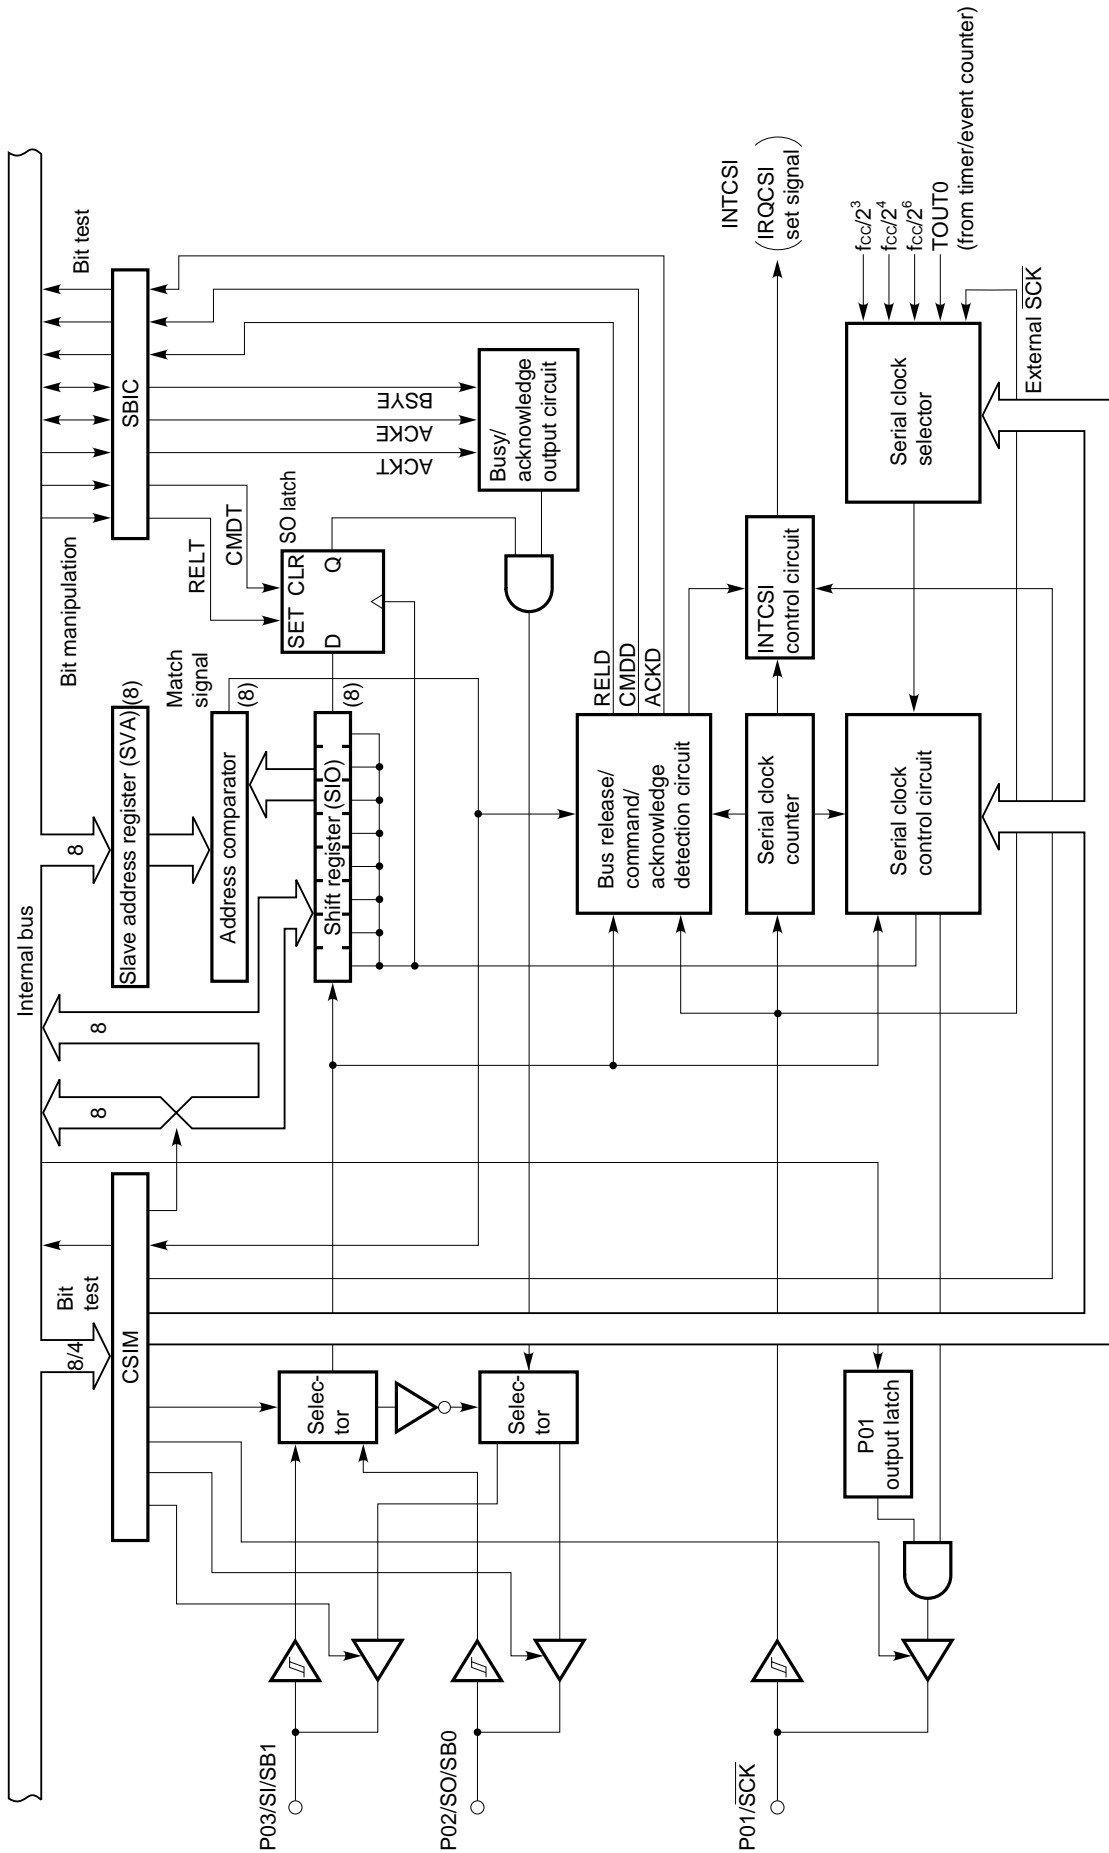 Internal bus
8/4
Bit
test
8
8
8
Bit manipulation
Bit test
CSIM
Slave address register (SVA) (8)
SBIC
Match
signal
Address comparator
(8)
RELT
CMDT
ACKT
ACKE
BSYE
P03/SI/SB1
Selec-
tor
Shift register (SIO)
(8)
SET CLR
D Q
SO latch
P02/SO/SB0
Selec-
tor
Busy/
acknowledge
output circuit
Bus release/
command/
acknowledge
detection circuit
RELD
CMDD
ACKD
P01/SCK
Serial clock
counter
INTCSI
control circuit
INTCSI
(IRQCSI
set signal)
P01
output latch
Serial clock
control circuit
Serial clock
selector
fcc/2³
fcc/2⁴
fcc/2⁶
TOUT0
(from timer/event counter)
External SCK